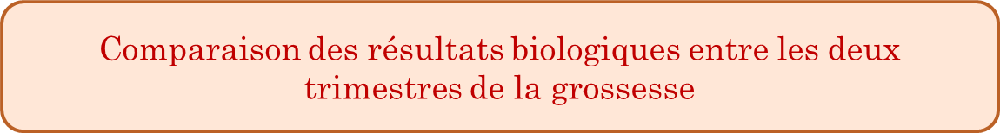 Comparaison des résultats biologiques entre les deux
trimestres de la grossesse